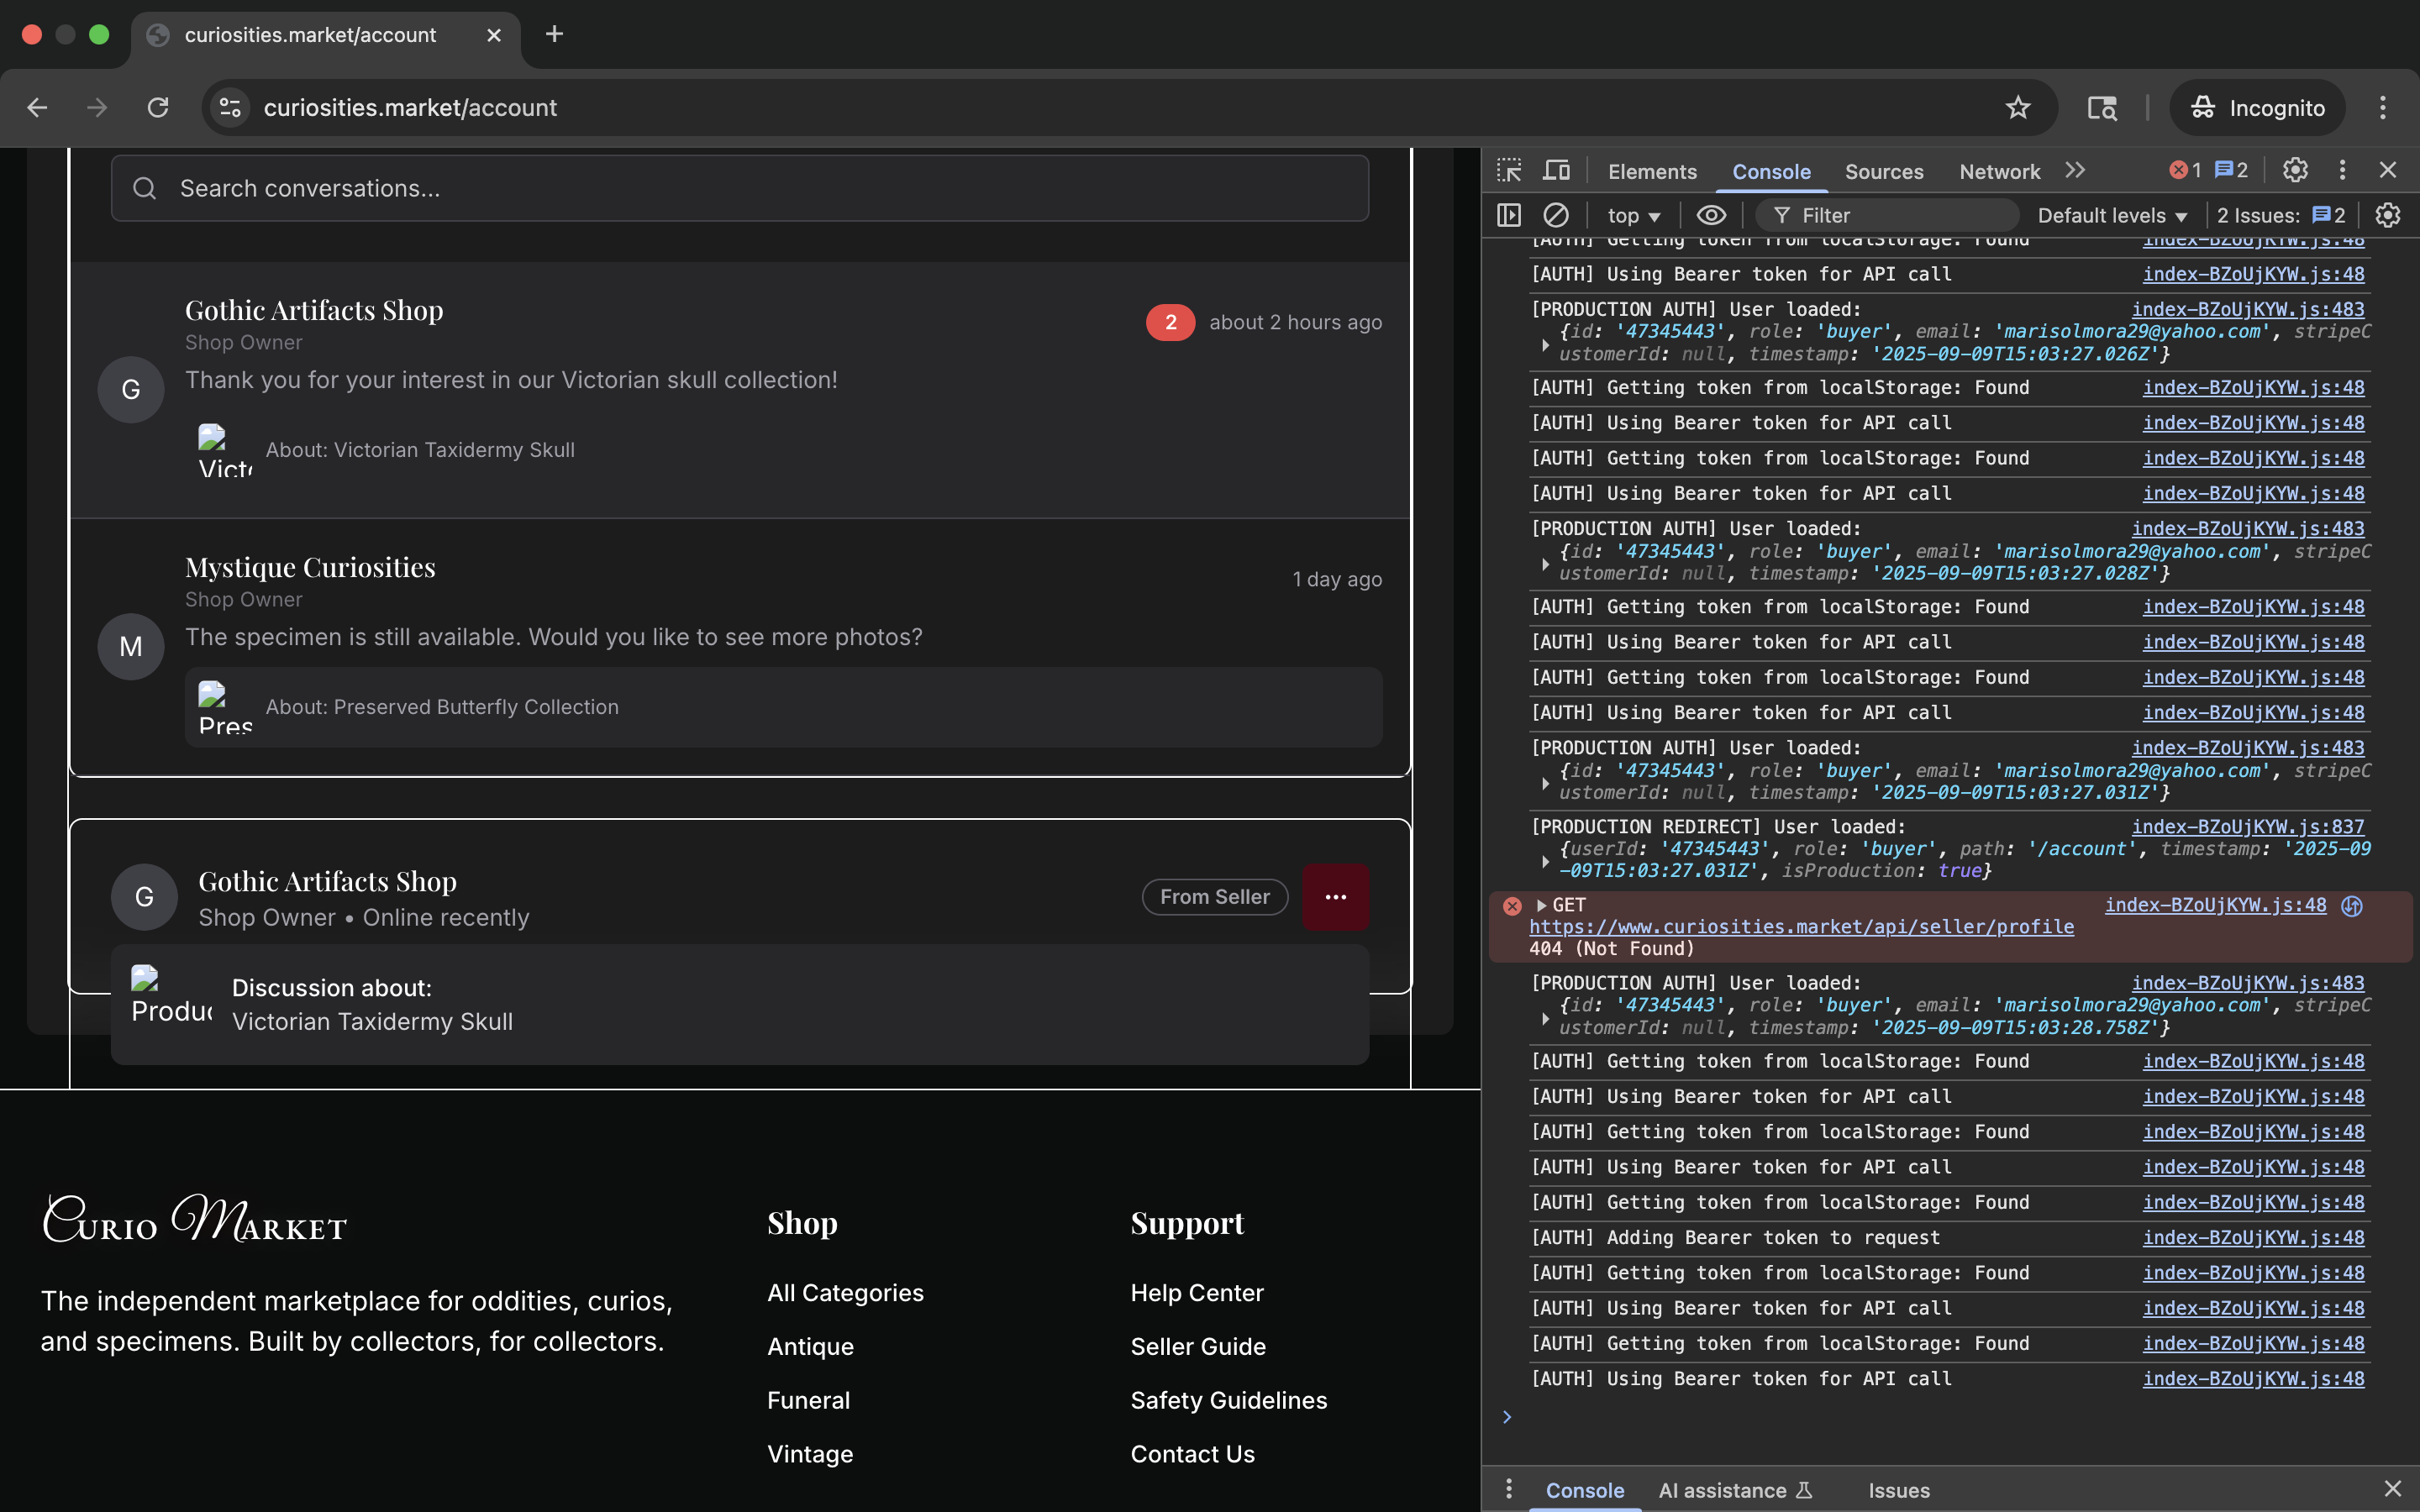 curiosities.market/account
curiosities.market/account
Incognito
Search conversations...
Gothic Artifacts Shop
2
about 2 hours ago
Shop Owner
G
Thank you for your interest in our Victorian skull collection!
Victo
About: Victorian Taxidermy Skull
Mystique Curiosities
1 day ago
Shop Owner
M
The specimen is still available. Would you like to see more photos?
Pres
About: Preserved Butterfly Collection
G
Gothic Artifacts Shop
Shop Owner • Online recently
From Seller
...
Produc
Discussion about:
Victorian Taxidermy Skull
Curio Market
The independent marketplace for oddities, curios,
and specimens. Built by collectors, for collectors.
Shop
All Categories
Antique
Funeral
Vintage
Support
Help Center
Seller Guide
Safety Guidelines
Contact Us
Elements Console Sources Network 1 2
top Filter Default levels 2 Issues: 2
[AUTH] Getting token from localStorage: Found index-BZoUjKYW.js:48
[AUTH] Using Bearer token for API call index-BZoUjKYW.js:48
[PRODUCTION AUTH] User loaded: index-BZoUjKYW.js:483
{id: '47345443', role: 'buyer', email: 'marisolmora29@yahoo.com', stripeC
ustomerId: null, timestamp: '2025-09-09T15:03:27.026Z'}
[AUTH] Getting token from localStorage: Found index-BZoUjKYW.js:48
[AUTH] Using Bearer token for API call index-BZoUjKYW.js:48
[AUTH] Getting token from localStorage: Found index-BZoUjKYW.js:48
[AUTH] Using Bearer token for API call index-BZoUjKYW.js:48
[PRODUCTION AUTH] User loaded: index-BZoUjKYW.js:483
{id: '47345443', role: 'buyer', email: 'marisolmora29@yahoo.com', stripeC
ustomerId: null, timestamp: '2025-09-09T15:03:27.028Z'}
[AUTH] Getting token from localStorage: Found index-BZoUjKYW.js:48
[AUTH] Using Bearer token for API call index-BZoUjKYW.js:48
[AUTH] Getting token from localStorage: Found index-BZoUjKYW.js:48
[AUTH] Using Bearer token for API call index-BZoUjKYW.js:48
[PRODUCTION AUTH] User loaded: index-BZoUjKYW.js:483
{id: '47345443', role: 'buyer', email: 'marisolmora29@yahoo.com', stripeC
ustomerId: null, timestamp: '2025-09-09T15:03:27.031Z'}
[PRODUCTION REDIRECT] User loaded: index-BZoUjKYW.js:837
{userId: '47345443', role: 'buyer', path: '/account', timestamp: '2025-09
-09T15:03:27.031Z', isProduction: true}
GET index-BZoUjKYW.js:48
https://www.curiosities.market/api/seller/profile
404 (Not Found)
[PRODUCTION AUTH] User loaded: index-BZoUjKYW.js:483
{id: '47345443', role: 'buyer', email: 'marisolmora29@yahoo.com', stripeC
ustomerId: null, timestamp: '2025-09-09T15:03:28.758Z'}
[AUTH] Getting token from localStorage: Found index-BZoUjKYW.js:48
[AUTH] Using Bearer token for API call index-BZoUjKYW.js:48
[AUTH] Getting token from localStorage: Found index-BZoUjKYW.js:48
[AUTH] Using Bearer token for API call index-BZoUjKYW.js:48
[AUTH] Getting token from localStorage: Found index-BZoUjKYW.js:48
[AUTH] Adding Bearer token to request index-BZoUjKYW.js:48
[AUTH] Getting token from localStorage: Found index-BZoUjKYW.js:48
[AUTH] Using Bearer token for API call index-BZoUjKYW.js:48
[AUTH] Getting token from localStorage: Found index-BZoUjKYW.js:48
[AUTH] Using Bearer token for API call index-BZoUjKYW.js:48
Console AI assistance Issues